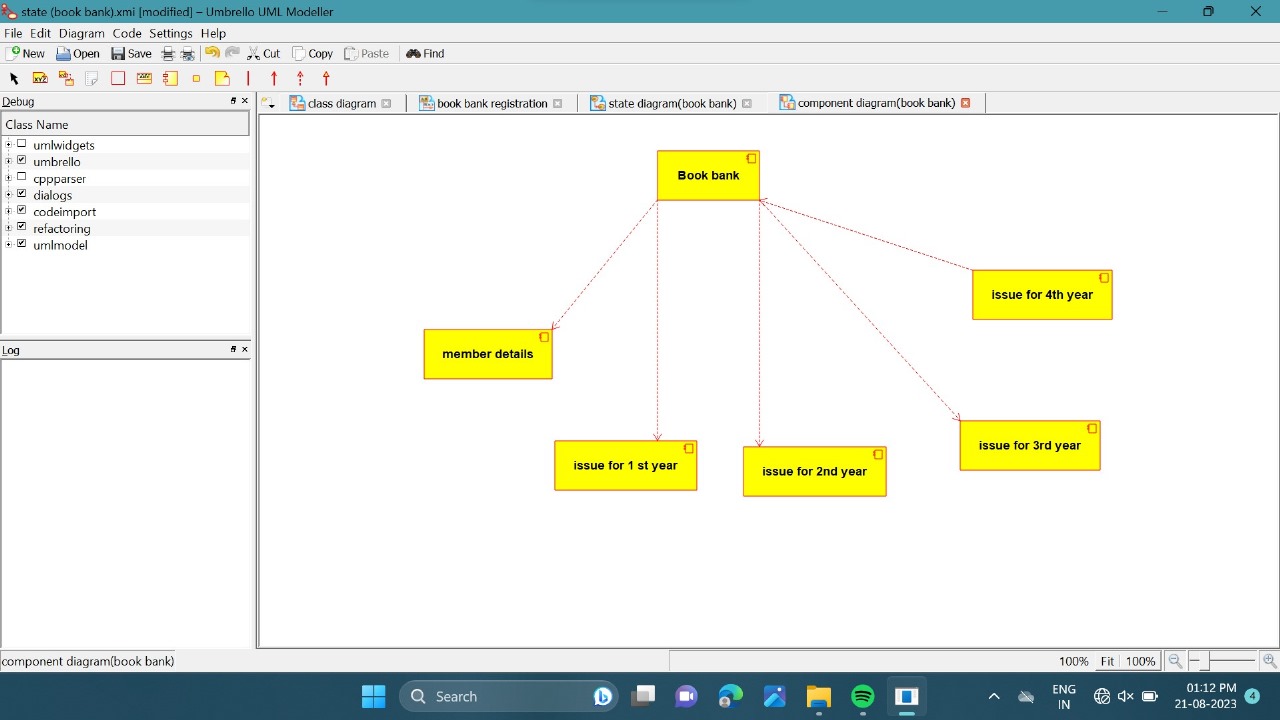 state (book bank).xmi [modified] – Umbrello UML Modeller
File Edit Diagram Code Settings Help
New Open Save Cut Copy Paste Find
Debug
class diagram
book bank registration
state diagram(book bank)
component diagram(book bank)
Class Name
umlwidgets
umbrello
cppparser
dialogs
codeimport
refactoring
umlmodel
Log
Book bank
issue for 4th year
member details
issue for 3rd year
issue for 1 st year
issue for 2nd year
component diagram(book bank)
100% Fit 100%
Search
ENG
IN
01:12 PM
21-08-2023
4